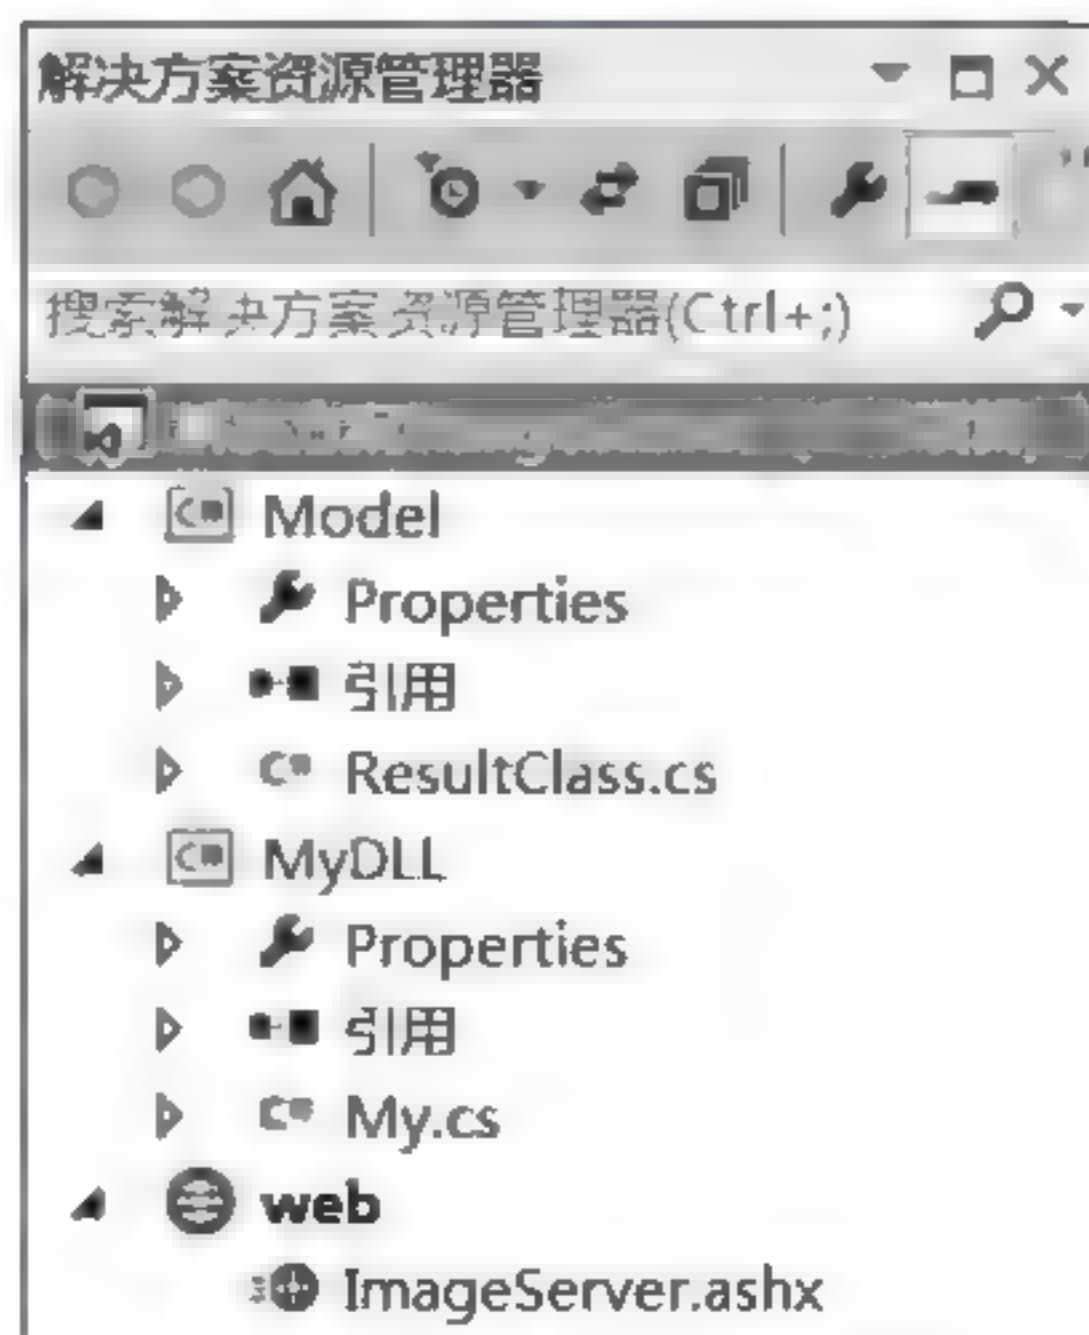 解决方案资源管理器
搜索解决方案资源管理器(Ctrl+;)
Model
Properties
引用
ResultClass.cs
MyDLL
Properties
引用
My.cs
web
ImageServer.ashx